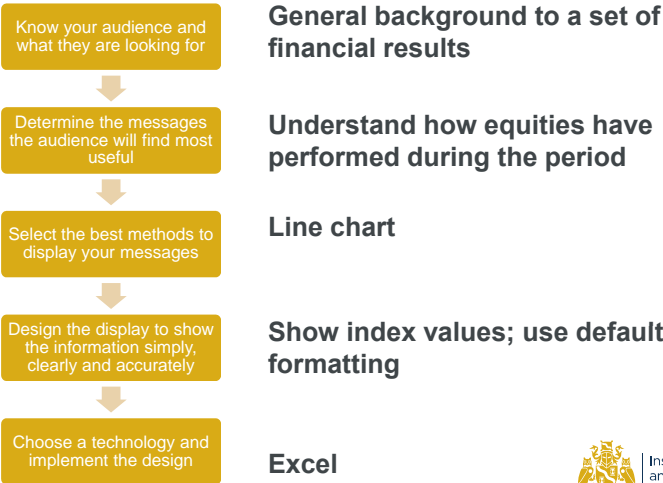 Know your audience and
what they are looking for
General background to a set of
financial results
Determine the messages
the audience will find most
useful
Understand how equities have
performed during the period
Select the best methods to
display your messages
Line chart
Design the display to show
the information simply,
clearly and accurately
Show index values; use default
formatting
Choose a technology and
implement the design
Excel